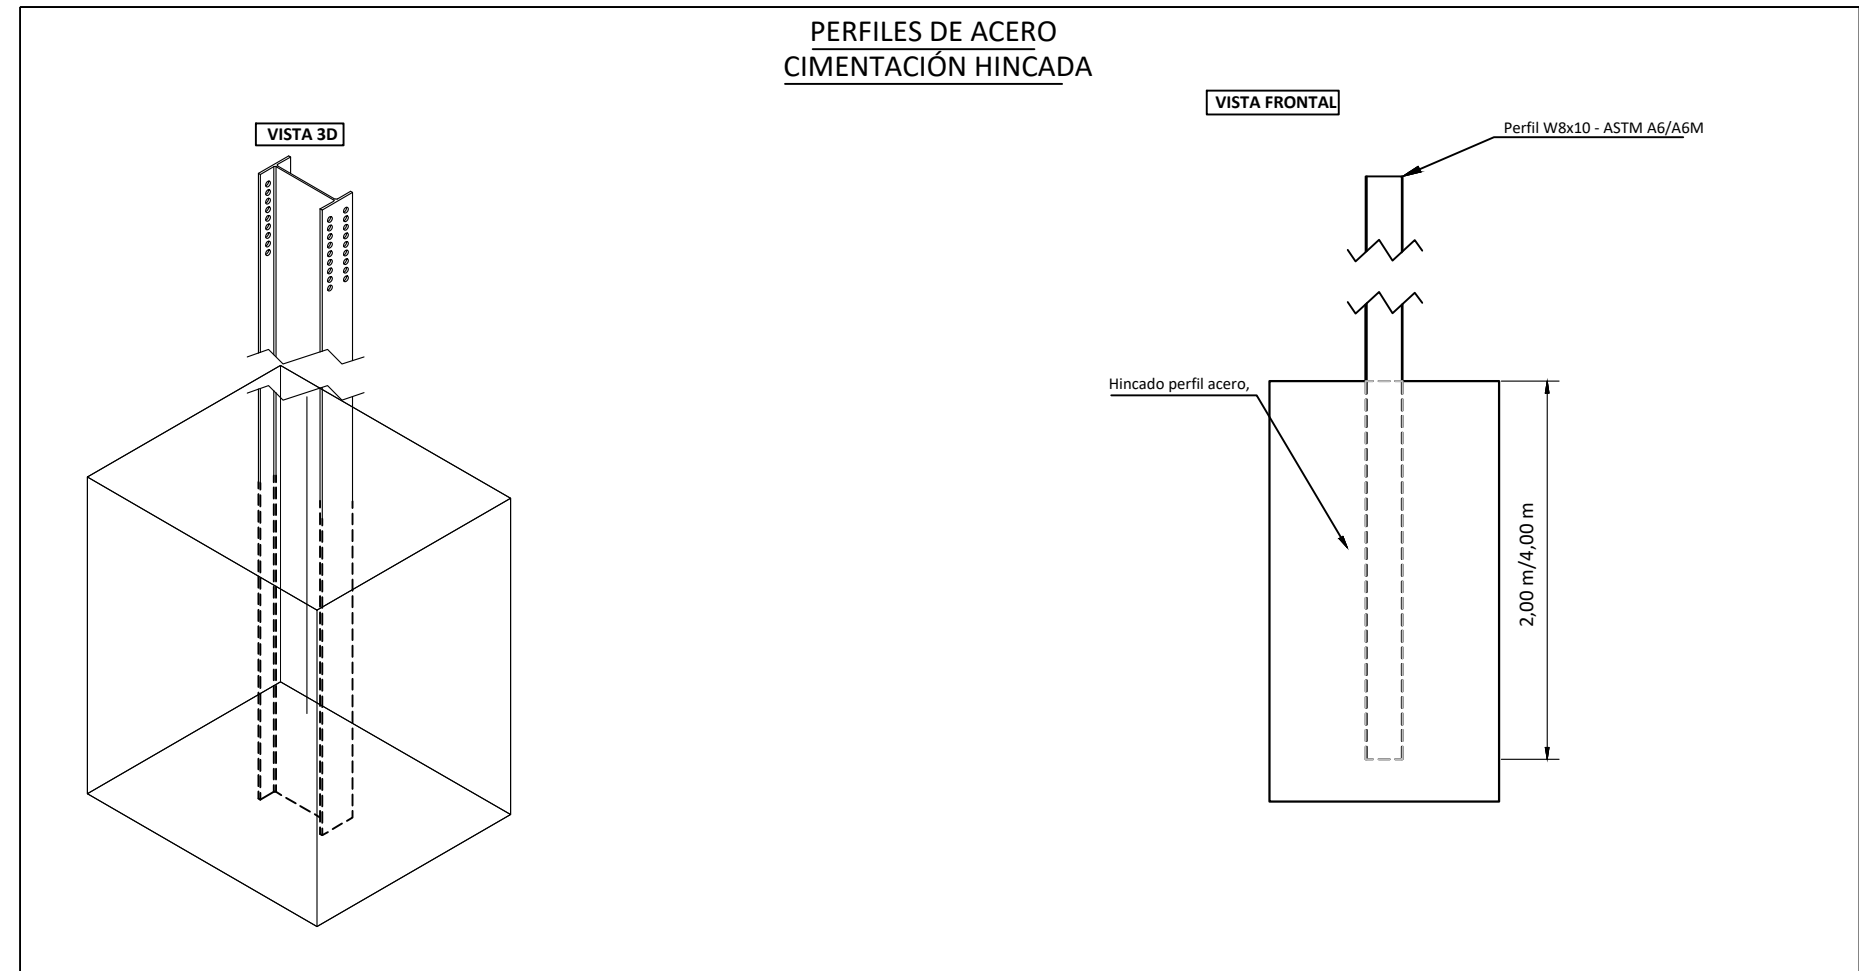 PERFILES DE ACERO
CIMENTACIÓN HINCADA
VISTA 3D
VISTA FRONTAL
Perfil W8x10 - ASTM A6/A6M
Hincado perfil acero,
2,00 m/4,00 m